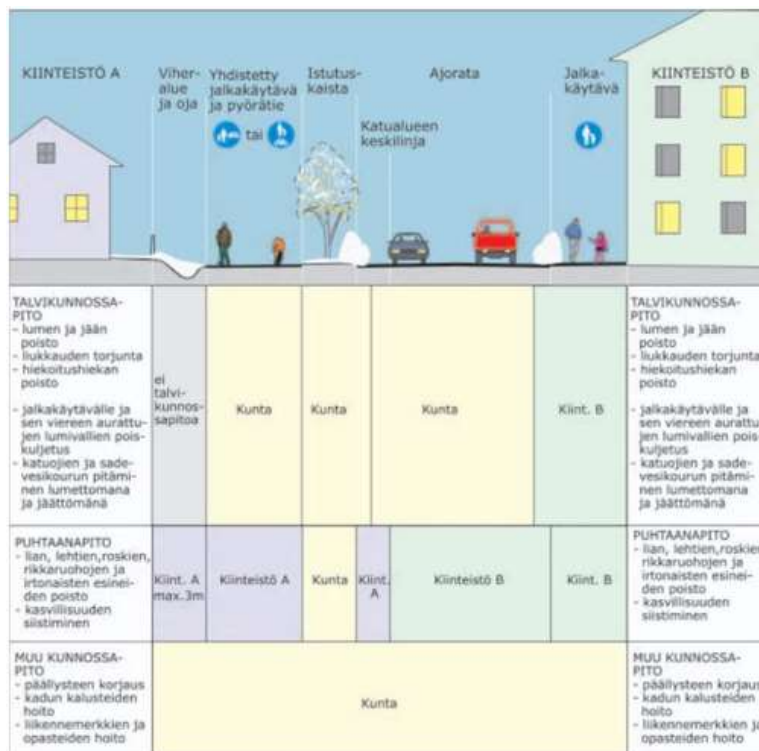 KIINTEISTÖ A
Viher-
alue
ja oja
Yhdistetty
jalkakäytävä
ja pyörätie
tai
Istutus-
kaista
Ajorata
Katualueen
keskilinja
Jalka-
käytävä
KIINTEISTÖ B
TALVIKUNNOSSA-
PITO
- lumen ja jään
poisto
- liukkauden torjunta
- hiekoitushiekan
poisto
- jalkakäytävälle ja
sen viereen aurattu-
jen lumivallien pois-
kuljetus
- katuojien ja sade-
vesikourun pitämi-
nen lumettomana
ja jäättömänä
ei
talvi-
kunnos-
sapitoa
Kunta
Kunta
Kunta
Kiint. B
TALVIKUNNOSSA-
PITO
- lumen ja jään
poisto
- liukkauden torjunta
- hiekoitushiekan
poisto
- jalkakäytävälle ja
sen viereen aurattu
jen lumivallien pois
kuljetus
- katuojien ja sade-
vesikourun pitämi-
nen lumettomana
ja jäättömänä
PUHTAANAPITO
- lian, lehtien,roskien,
rikkaruohojen ja
irtonaisten esinei-
den poisto
- kasvillisuuden
siistiminen
Kiint. A
max.3m
Kiinteistö A
Kunta
Kiint.
A
Kiinteistö B
Kiint. B
PUHTAANAPITO
- lian, lehtien,roskien
rikkaruohojen ja
irtonaisten esinei-
den poisto
- kasvillisuuden
siistiminen
MUU KUNNOSSA-
PITO
- päällysteen korjaus
- kadun kalusteiden
hoito
- liikennemerkkien ja
opasteiden hoito
Kunta
MUU KUNNOSSA-
PITO
- päällysteen korjaus
- kadun kalusteiden
hoito
- liikennemerkkien ja
opasteiden hoito